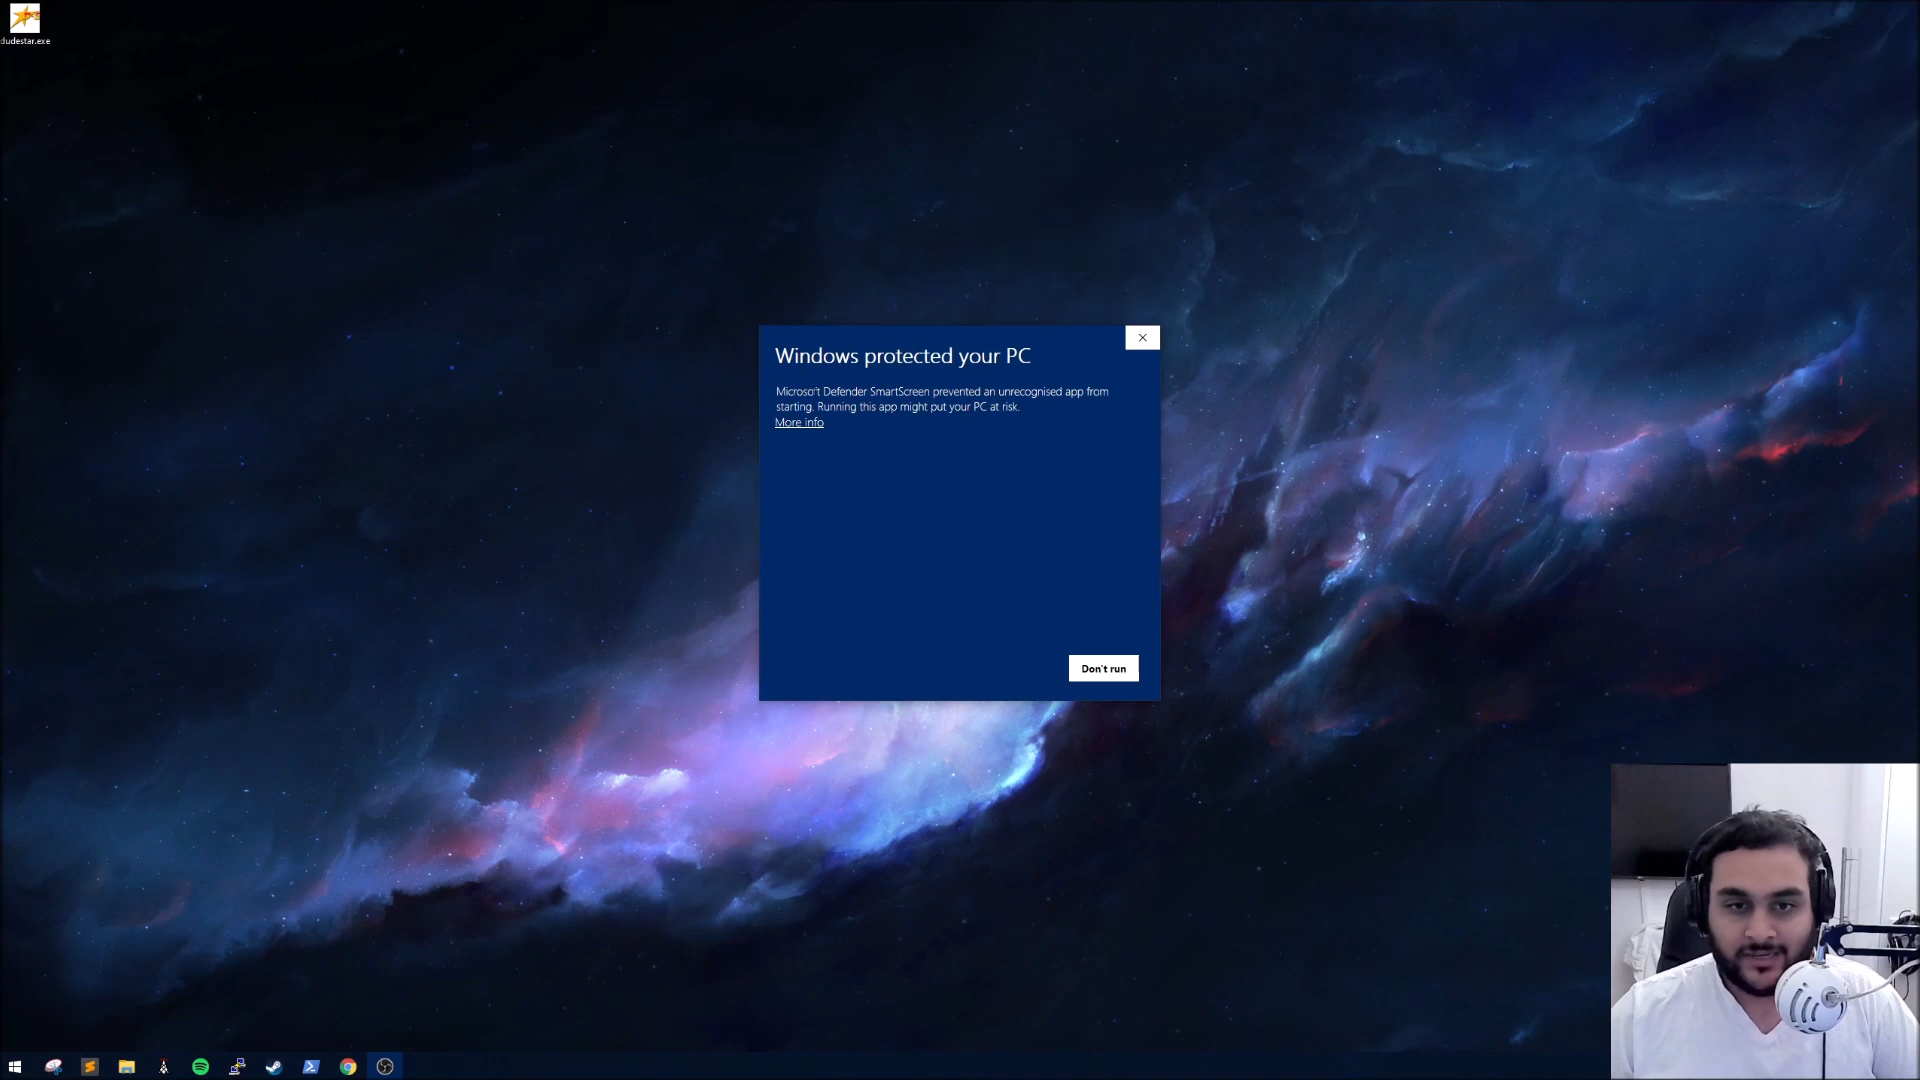 dudestar.exe
Windows protected your PC
Microsoft Defender SmartScreen prevented an unrecognised app from
starting. Running this app might put your PC at risk.
More info
Don't run